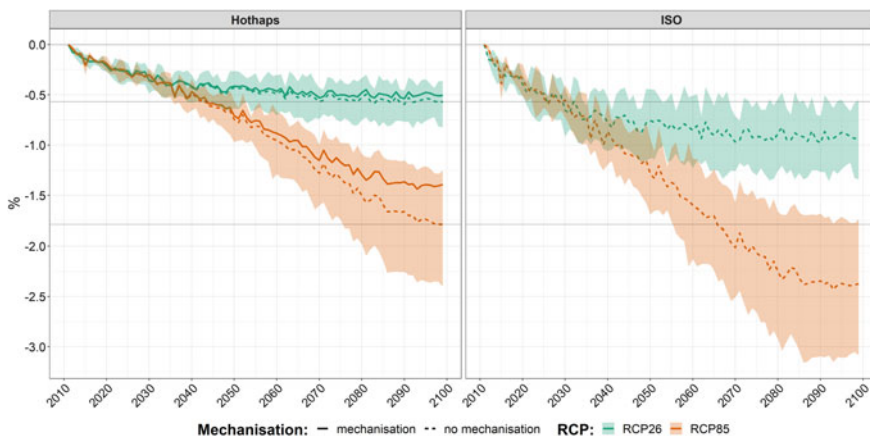 Hothaps ISO
0.0
-0.5
-1.0
-1.5
-2.0
-2.5
-3.0
%
2010 2020 2030 2040 2050 2060 2070 2080 2090 2100 2010 2020 2030 2040 2050 2060 2070 2080 2090 2100
Mechanisation: mechanisation no mechanisation RCP: RCP26 RCP85